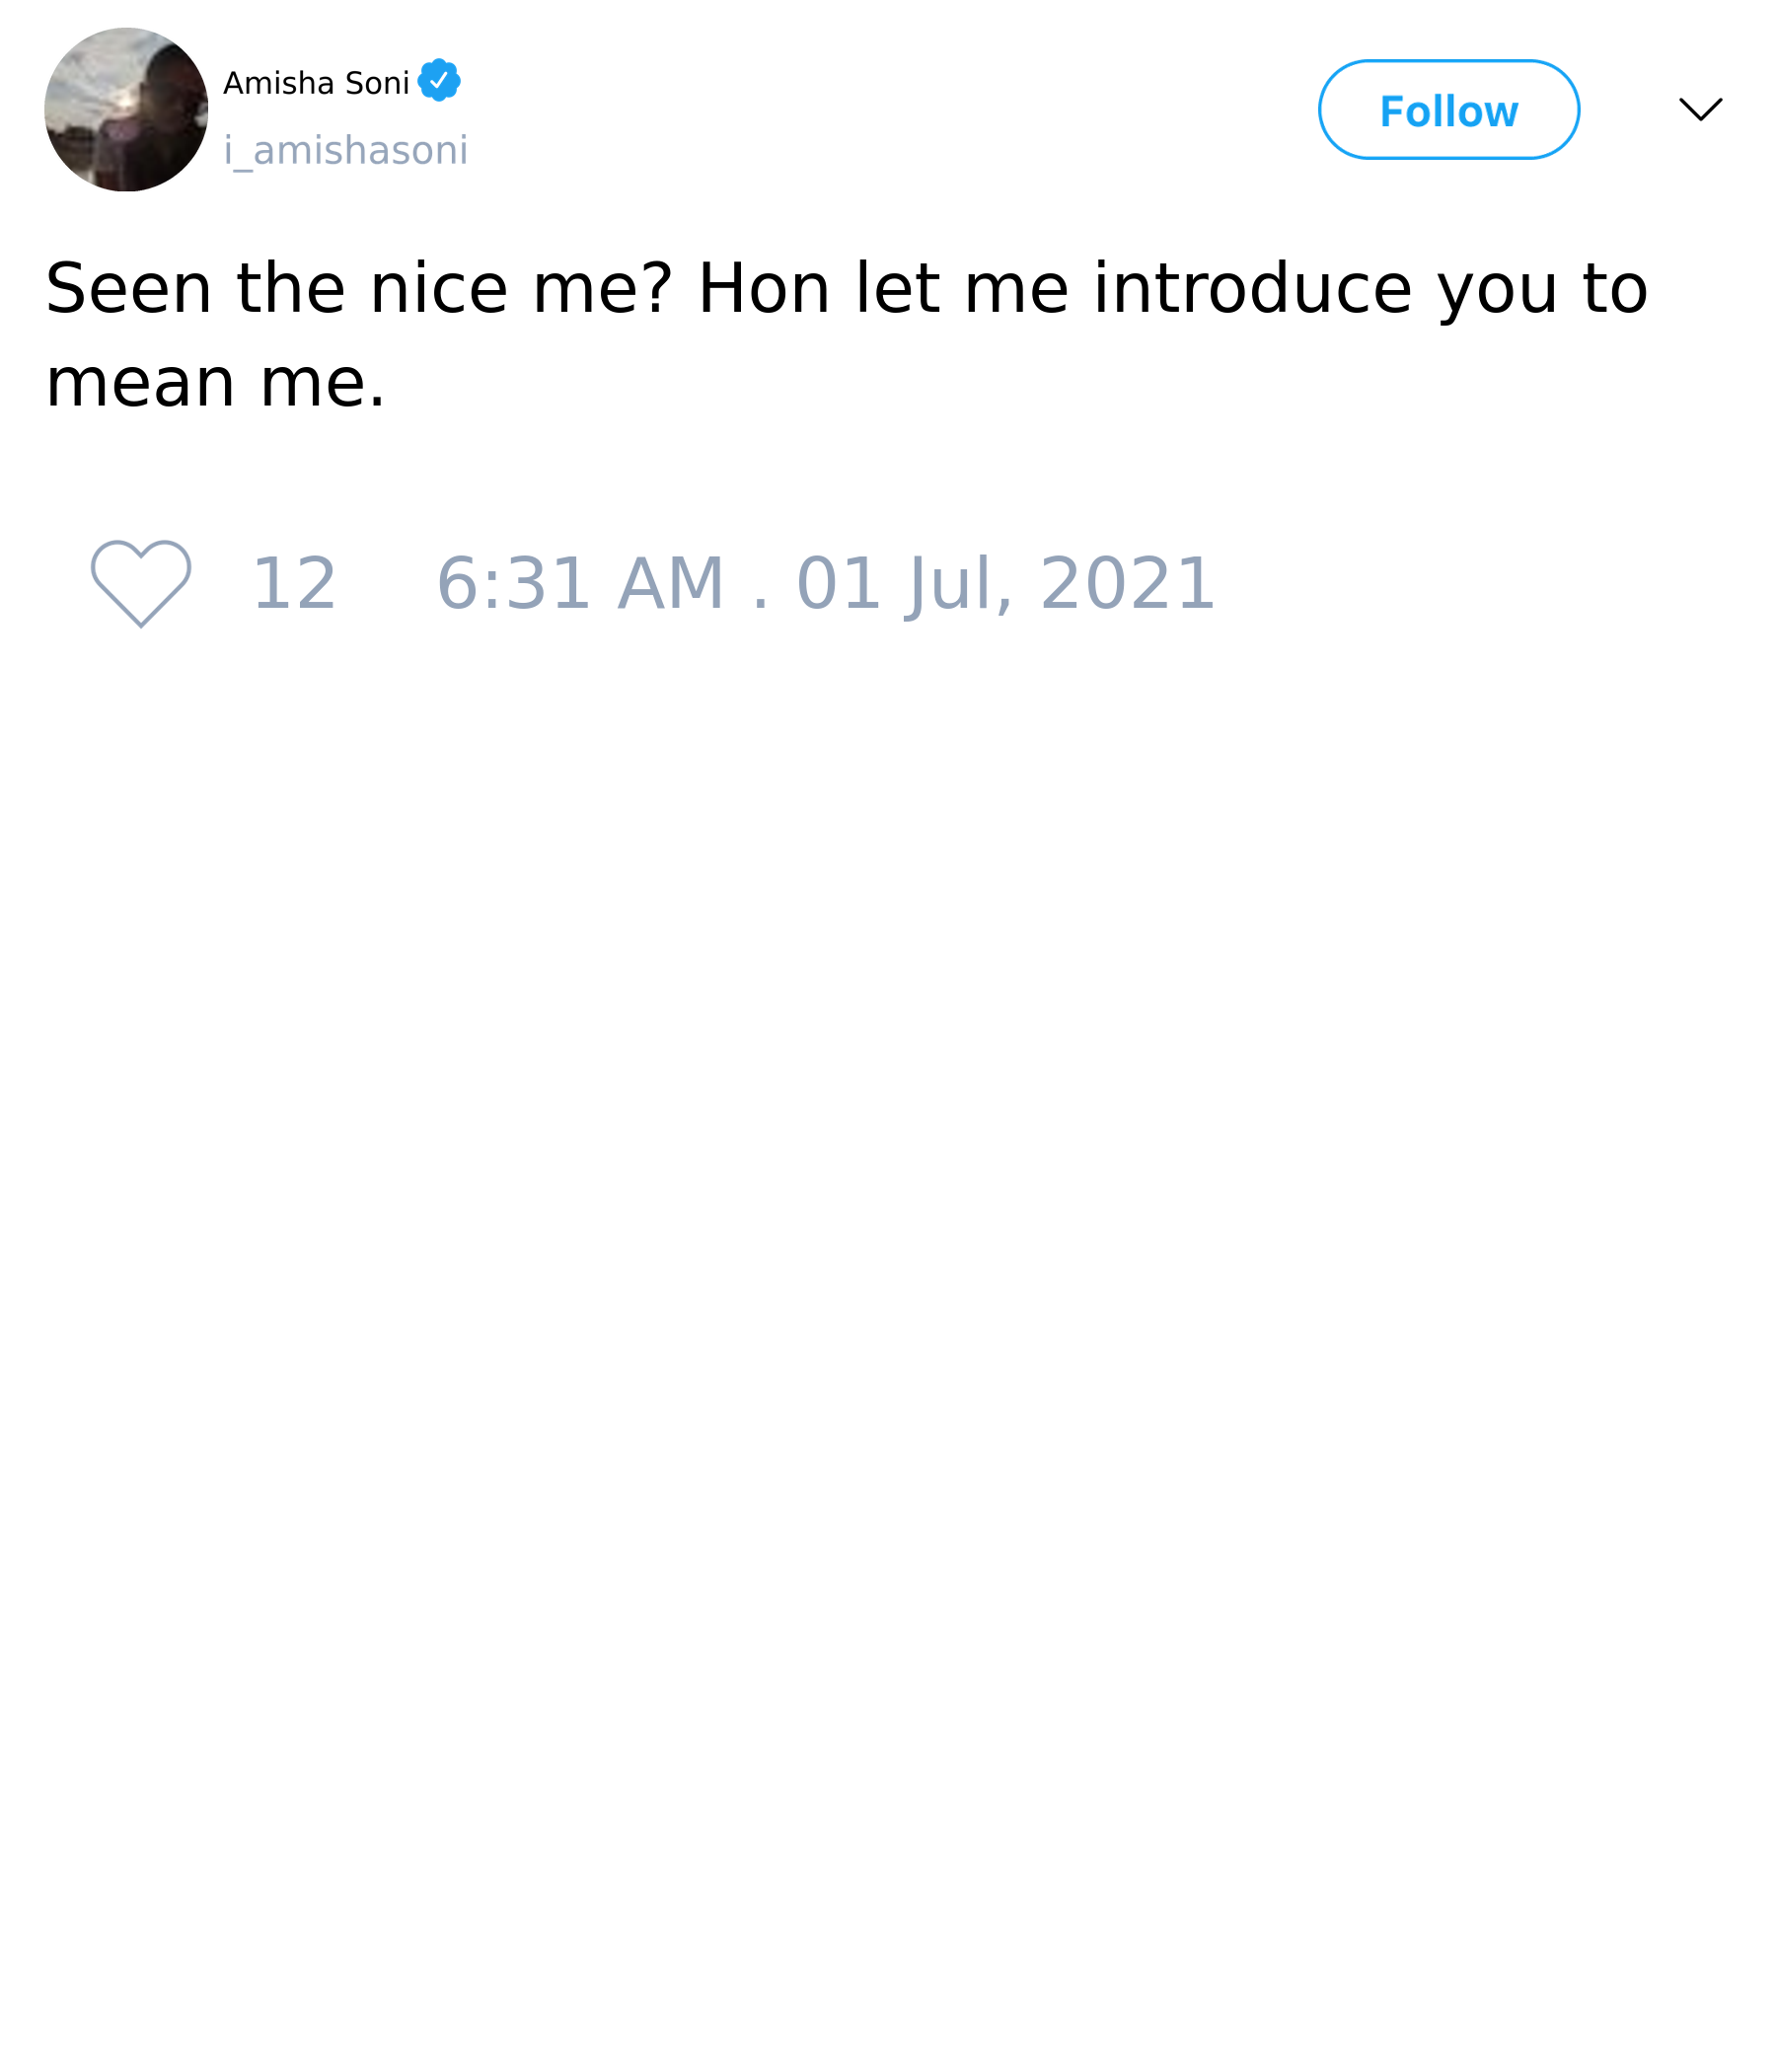 Amisha Soni
i_amishasoni
Follow
Seen the nice me? Hon let me introduce you to
mean me.
12 6:31 AM . 01 Jul, 2021